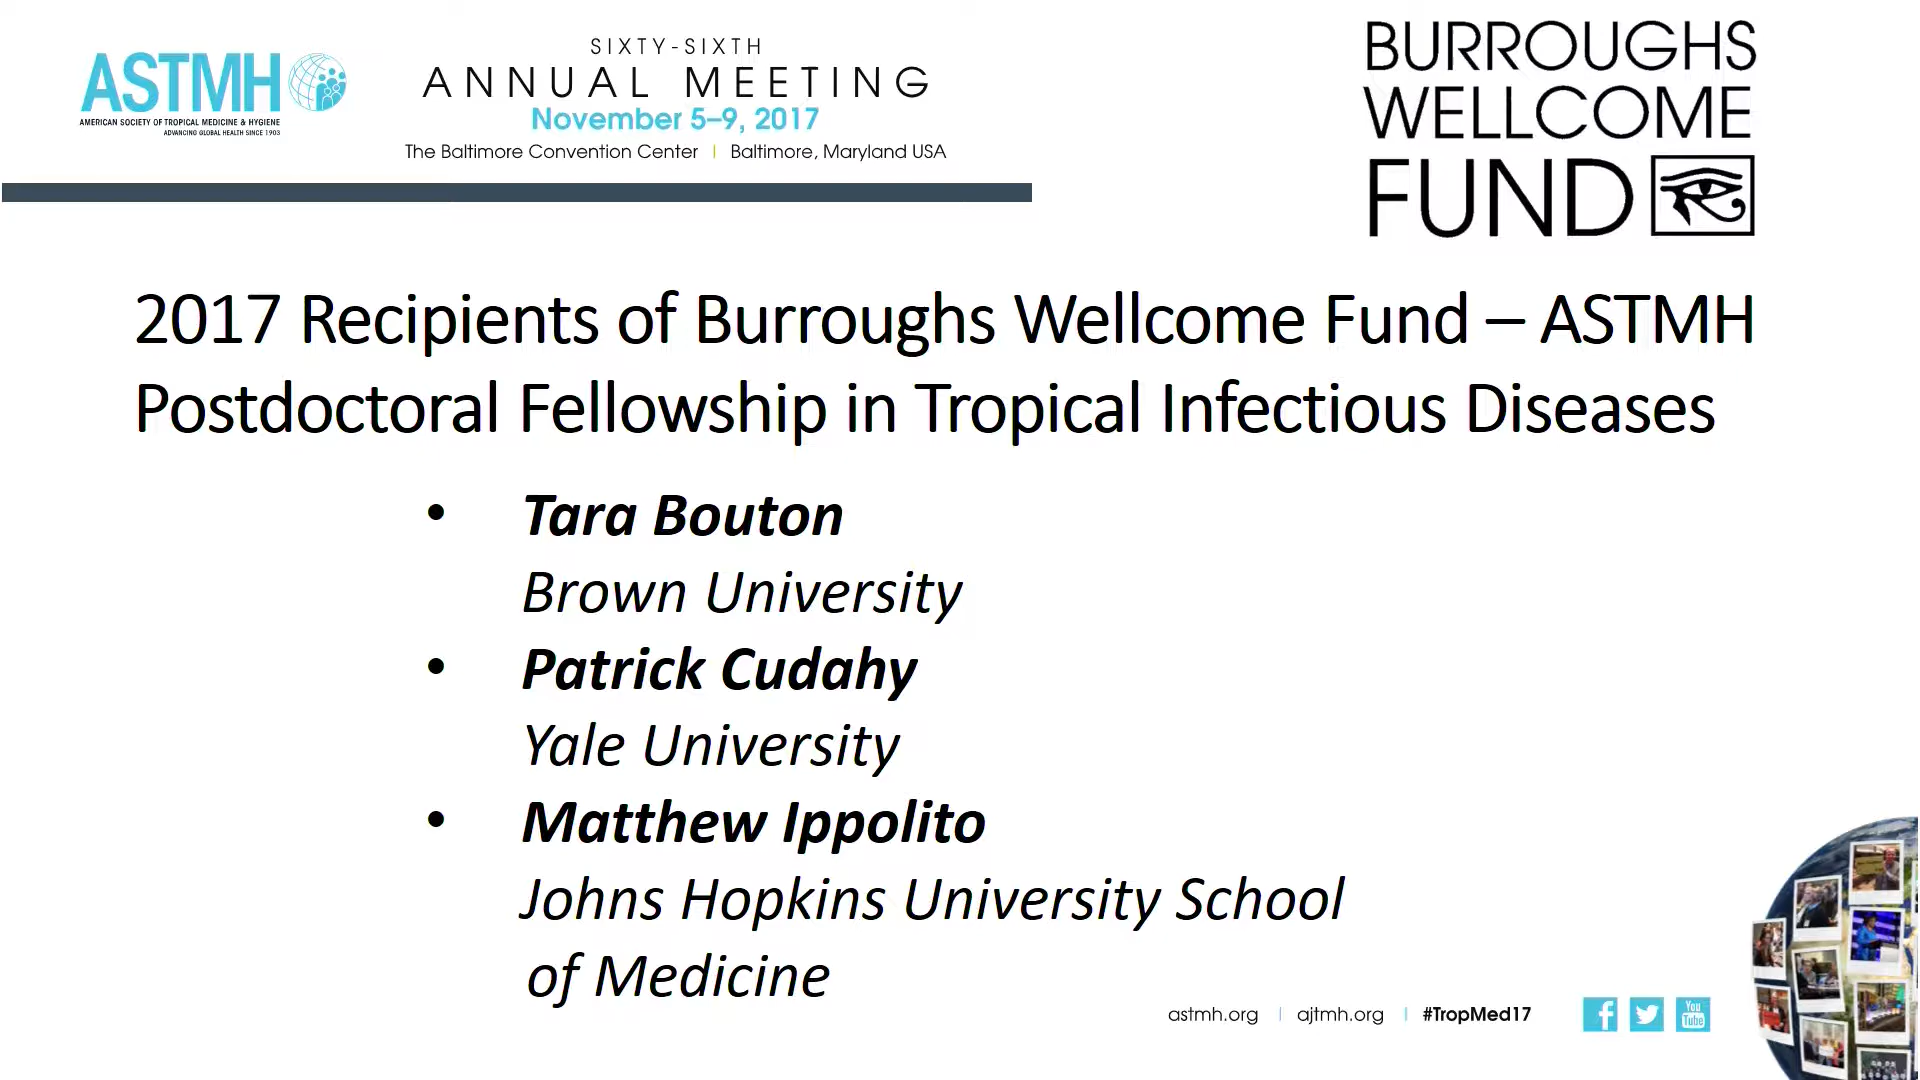 ASTMH
AMERICAN SOCIETY OF TROPICAL MEDICINE & HYGIENE
ADVANCING GLOBAL HEALTH SINCE 1903
SIXTY-SIXTH
ANNUAL MEETING
November 5–9, 2017
The Baltimore Convention Center | Baltimore, Maryland USA
BURROUGHS
WELLCOME
FUND
2017 Recipients of Burroughs Wellcome Fund – ASTMH
Postdoctoral Fellowship in Tropical Infectious Diseases
• Tara Bouton
Brown University
• Patrick Cudahy
Yale University
• Matthew Ippolito
Johns Hopkins University School
of Medicine
astmh.org | ajtmh.org | #TropMed17
You
Tube